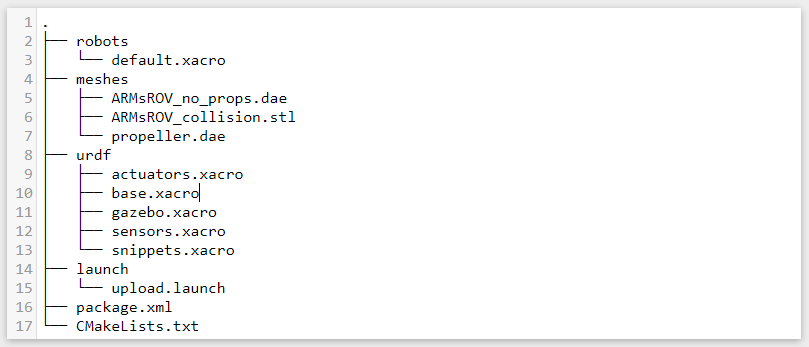 1 .
2 ├── robots
3 │   └── default.xacro
4 ├── meshes
5 │   ├── ARMsROV_no_props.dae
6 │   ├── ARMsROV_collision.stl
7 │   └── propeller.dae
8 ├── urdf
9 │   ├── actuators.xacro
10 │   ├── base.xacro
11 │   ├── gazebo.xacro
12 │   ├── sensors.xacro
13 │   └── snippets.xacro
14 ├── launch
15 │   └── upload.launch
16 ├── package.xml
17 └── CMakeLists.txt